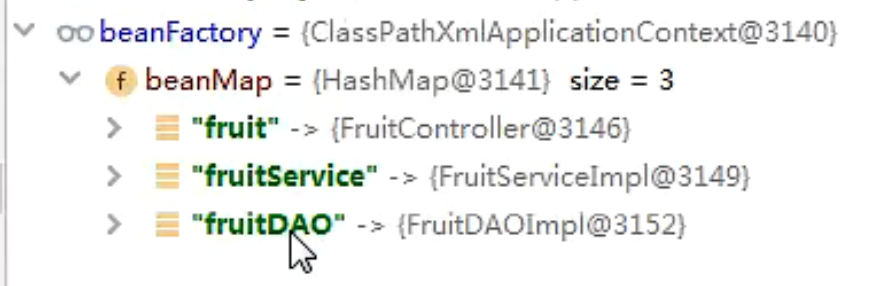 beanFactory = {ClassPathXmlApplicationContext@3140}
f beanMap = {HashMap@3141} size = 3
"fruit" -> {FruitController@3146}
"fruitService" -> {FruitServiceImpl@3149}
"fruitDAO" -> {FruitDAOImpl@3152}